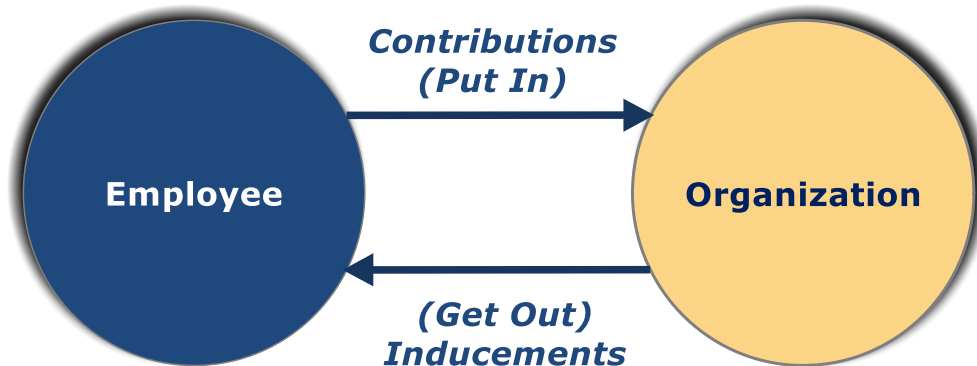 Contributions
(Put In)
Employee
Organization
(Get Out)
Inducements